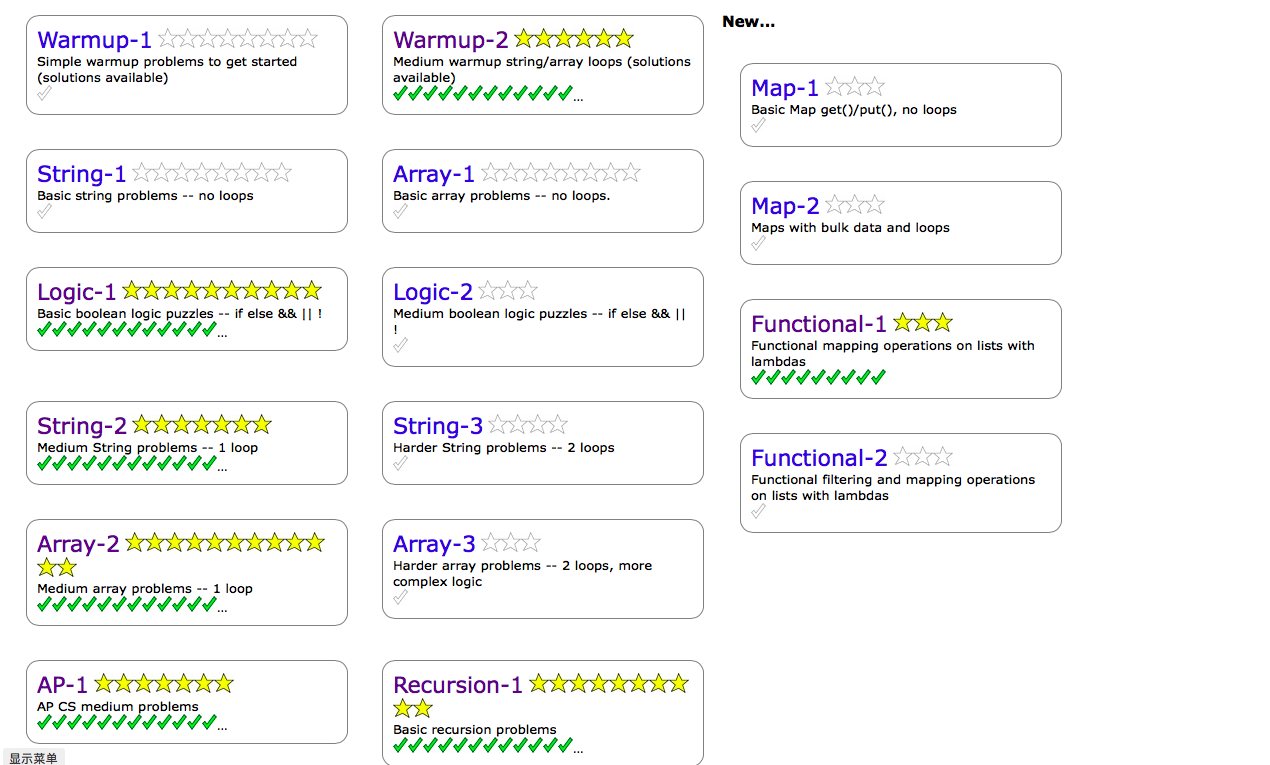 Warmup-1
Simple warmup problems to get started
(solutions available)
Warmup-2
Medium warmup string/array loops (solutions
available)
...
String-1
Basic string problems -- no loops
Array-1
Basic array problems -- no loops.
Logic-1
Basic boolean logic puzzles -- if else && || !
...
Logic-2
Medium boolean logic puzzles -- if else && ||
!
String-2
Medium String problems -- 1 loop
...
String-3
Harder String problems -- 2 loops
Array-2
Medium array problems -- 1 loop
...
Array-3
Harder array problems -- 2 loops, more
complex logic
AP-1
AP CS medium problems
...
Recursion-1
Basic recursion problems
...
New...
Map-1
Basic Map get()/put(), no loops
Map-2
Maps with bulk data and loops
Functional-1
Functional mapping operations on lists with
lambdas
Functional-2
Functional filtering and mapping operations
on lists with lambdas
显示菜单